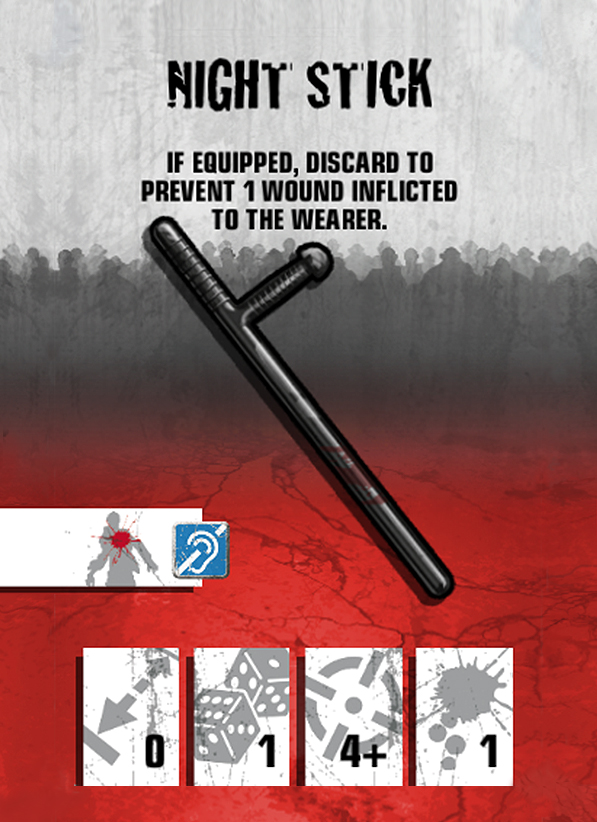 NIGHT STICK
IF EQUIPPED, DISCARD TO
PREVENT 1 WOUND INFLICTED
TO THE WEARER.
0 1 4+ 1